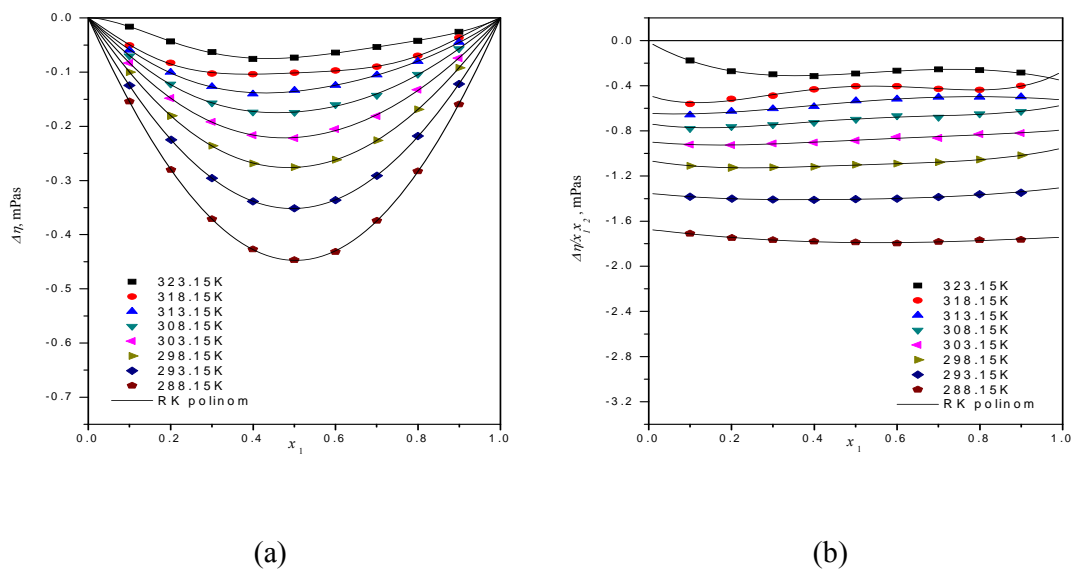 0.0
-0.1
-0.2
-0.3
-0.4
-0.5
-0.6
-0.7
Δη, mPas
323.15K
318.15K
313.15K
308.15K
303.15K
298.15K
293.15K
288.15K
RK polinom
0.0 0.2 0.4 0.6 0.8 1.0
x1
(a)
0.0
-0.4
-0.8
-1.2
-1.6
-2.0
-2.4
-2.8
-3.2
Δη/x1x2, mPas
323.15K
318.15K
313.15K
308.15K
303.15K
298.15K
293.15K
288.15K
RK polinom
0.0 0.2 0.4 0.6 0.8 1.0
x1
(b)